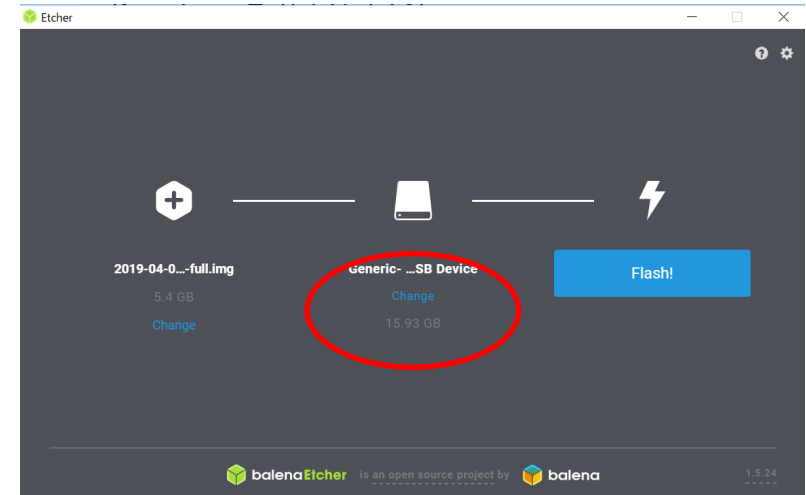 Etcher
2019-04-0...-full.img
5.4 GB
Change
Generic- ...SB Device
Change
15.93 GB
Flash!
balenaEtcher is an open source project by balena
1.5.24